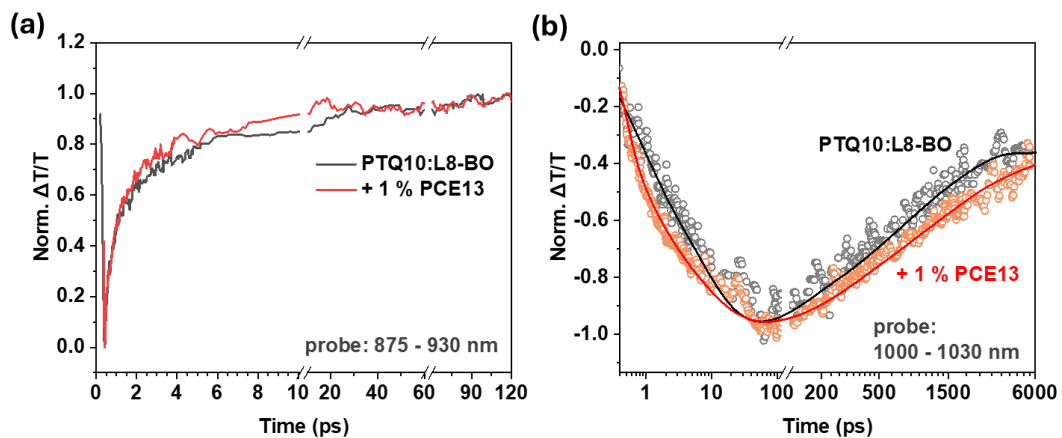 (a)
1.2
1.0
0.8
0.6
0.4
0.2
0.0
Norm. ΔT/T
PTQ10:L8-BO
+ 1 % PCE13
probe: 875 - 930 nm
0 2 4 6 8 10 20 40 60 80 100 120
Time (ps)
(b)
0.0
-0.2
-0.4
-0.6
-0.8
-1.0
Norm. ΔT/T
PTQ10:L8-BO
+ 1 % PCE13
probe:
1000 - 1030 nm
1 10 100 200 500 1500 6000
Time (ps)